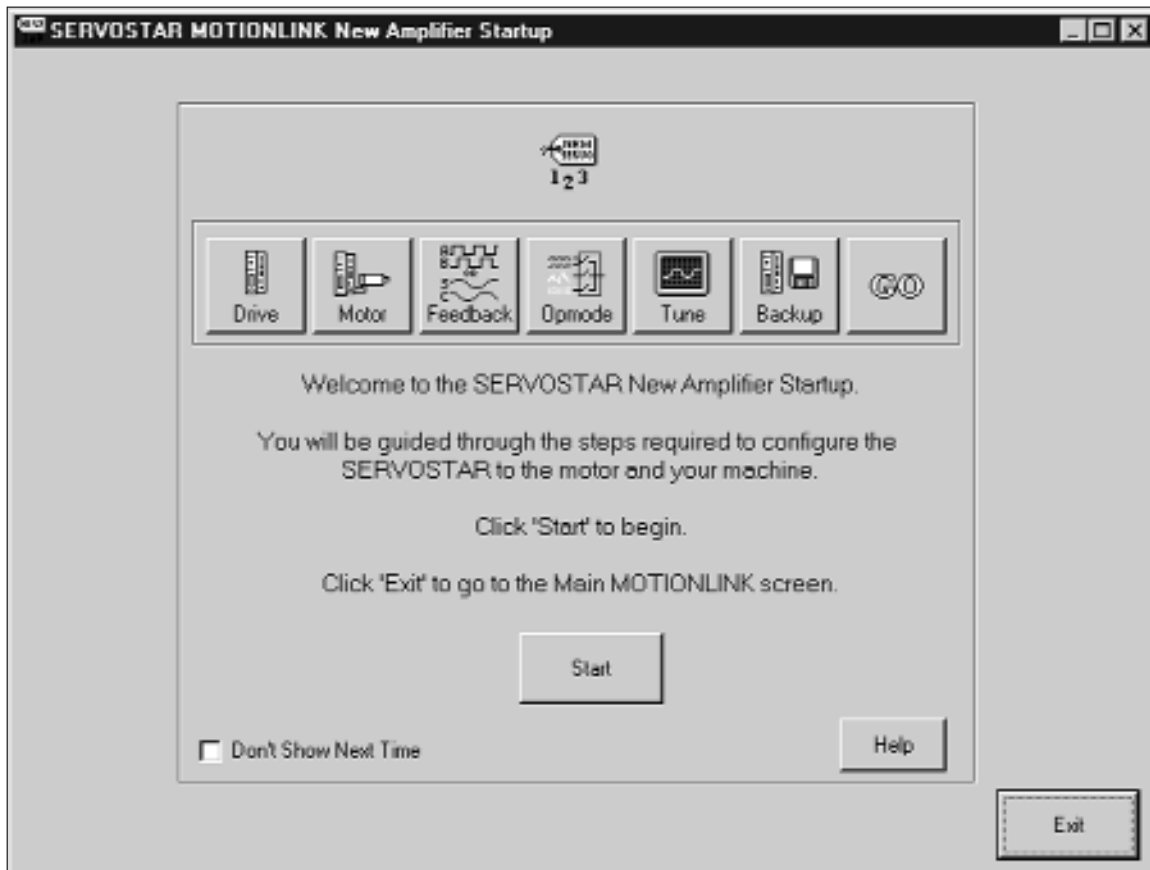 SERVOSTAR MOTIONLINK New Amplifier Startup
1 2 3
Drive
Motor
Feedback
Opmode
Tune
Backup
GO
Welcome to the SERVOSTAR New Amplifier Startup.
You will be guided through the steps required to configure the
SERVOSTAR to the motor and your machine.
Click 'Start' to begin.
Click 'Exit' to go to the Main MOTIONLINK screen.
Start
Don't Show Next Time
Help
Exit